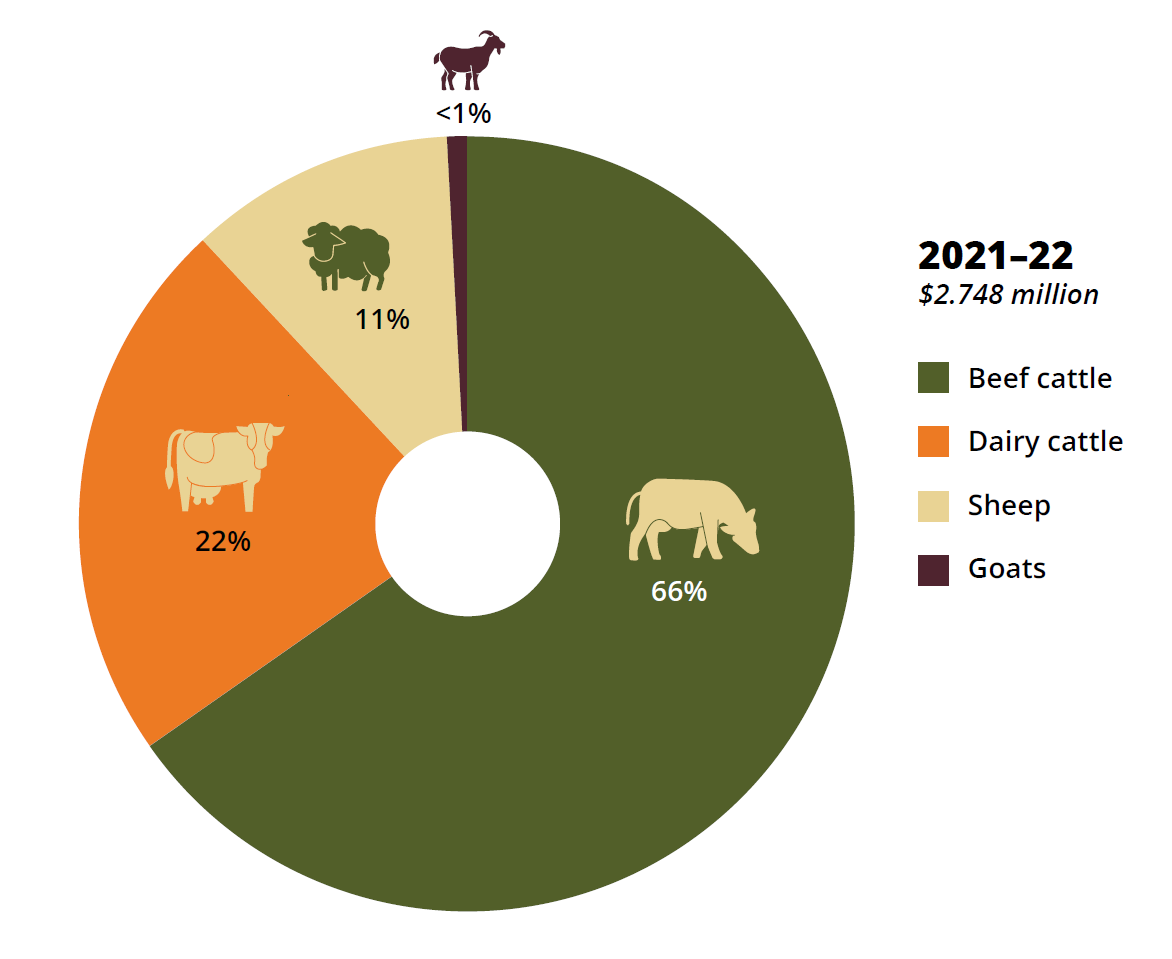 <1%
11%
22%
66%
2021–22
$2.748 million
Beef cattle
Dairy cattle
Sheep
Goats